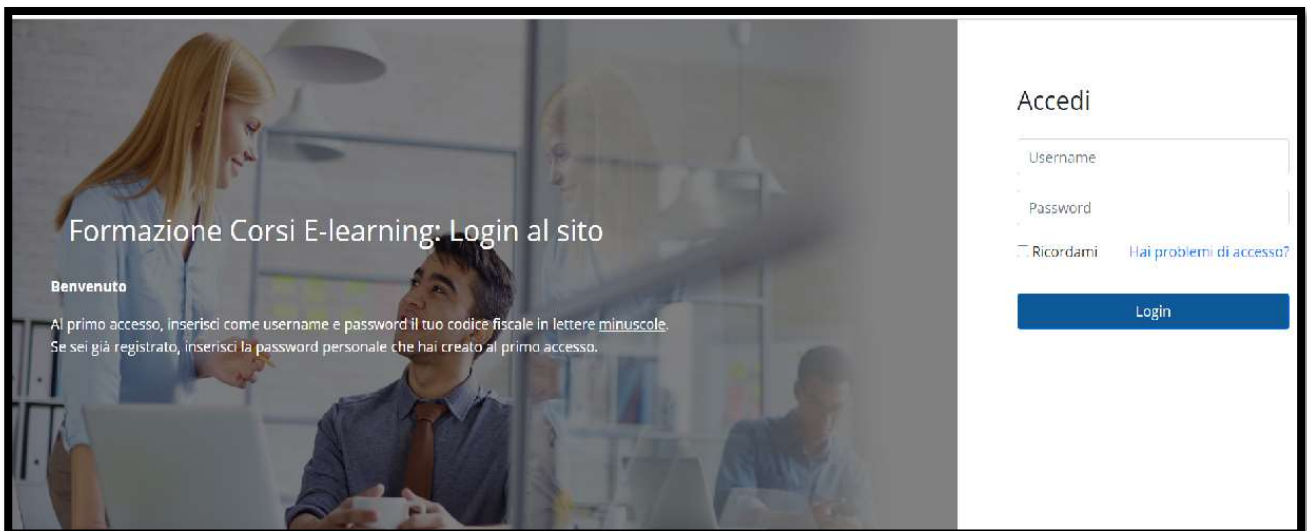 Formazione Corsi E-learning: Login al sito
Benvenuto
Al primo accesso, inserisci come username e password il tuo codice fiscale in lettere minuscole.
Se sei già registrato, inserisci la password personale che hai creato al primo accesso.
Accedi
Username
Password
Ricordami Hai problemi di accesso?
Login